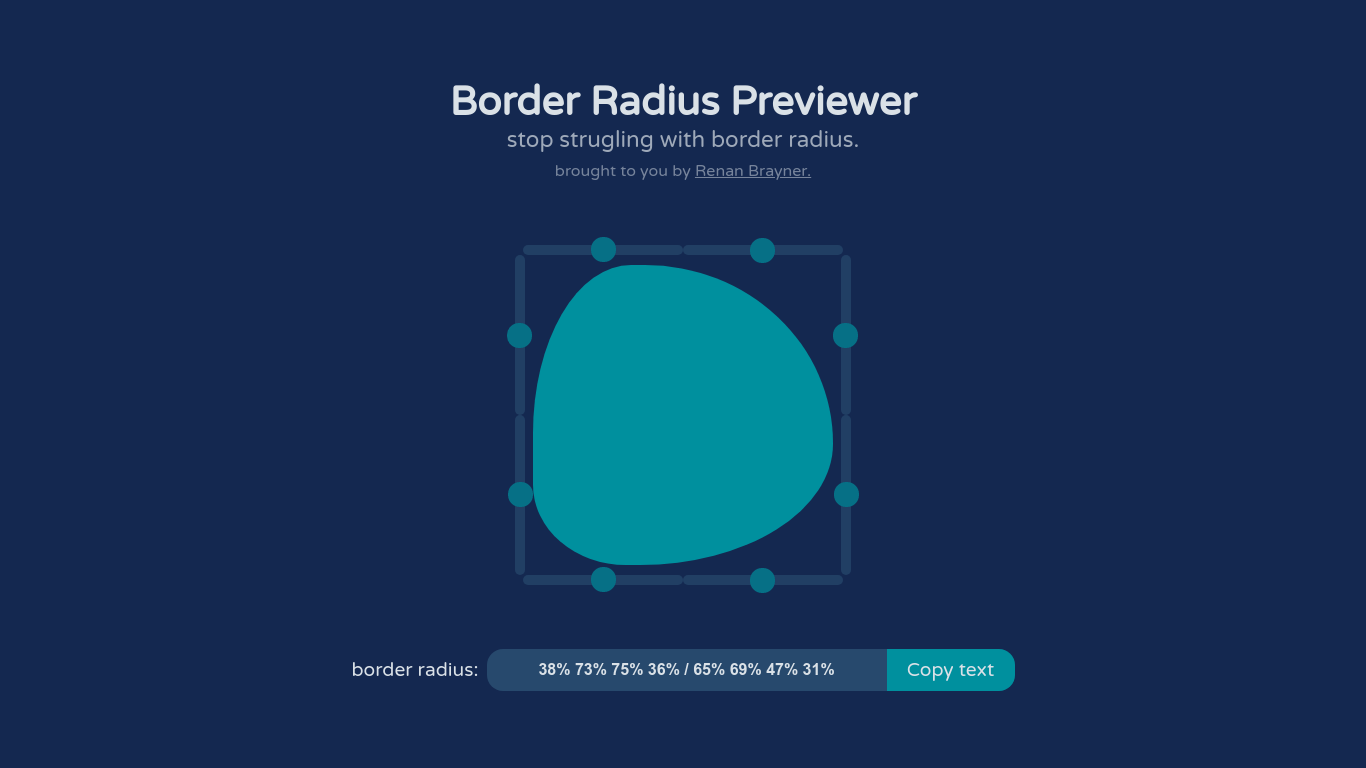 Border Radius Previewer
stop strugling with border radius.
brought to you by Renan Brayner.
border radius: 38% 73% 75% 36% / 65% 69% 47% 31% Copy text